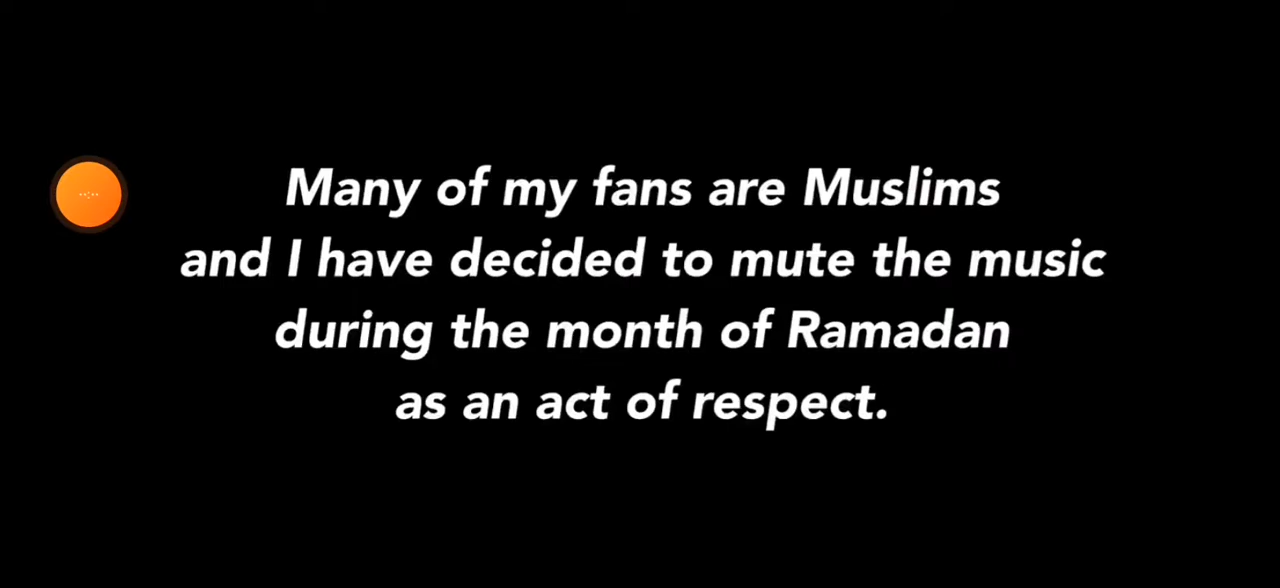 Many of my fans are Muslims
and I have decided to mute the music
during the month of Ramadan
as an act of respect.